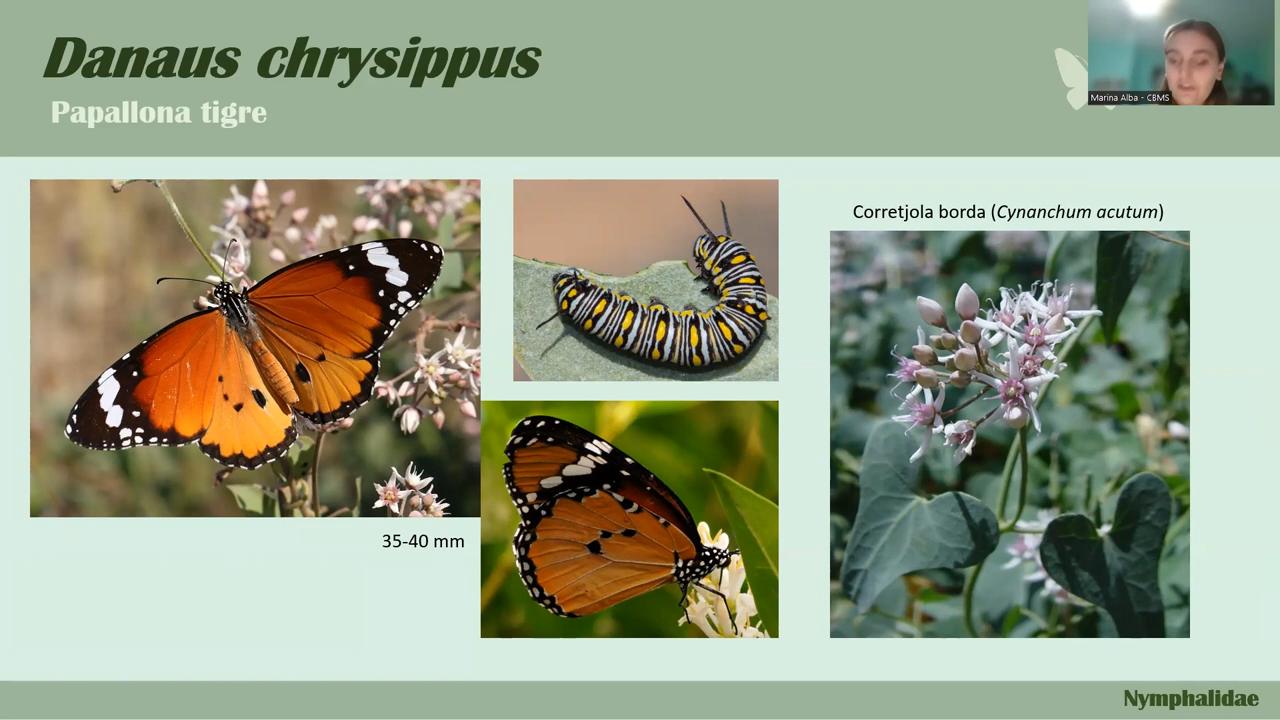 Danaus chrysippus
Papallona tigre
Marina Alba - CBMS
Corretjola borda (Cynanchum acutum)
35-40 mm
Nymphalidae